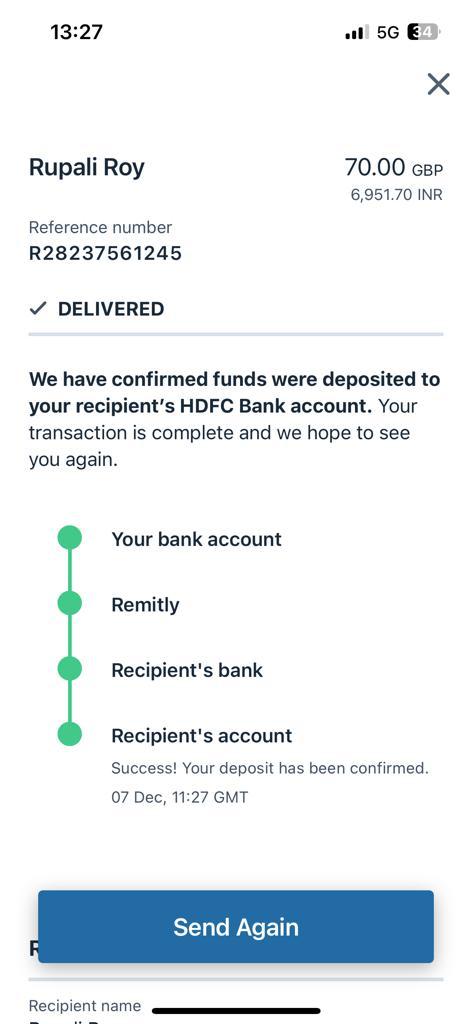 13:27
5G
34
Rupali Roy
70.00 GBP
6,951.70 INR
Reference number
R28237561245
DELIVERED
We have confirmed funds were deposited to
your recipient’s HDFC Bank account. Your
transaction is complete and we hope to see
you again.
Your bank account
Remitly
Recipient's bank
Recipient's account
Success! Your deposit has been confirmed.
07 Dec, 11:27 GMT
Send Again
Recipient name